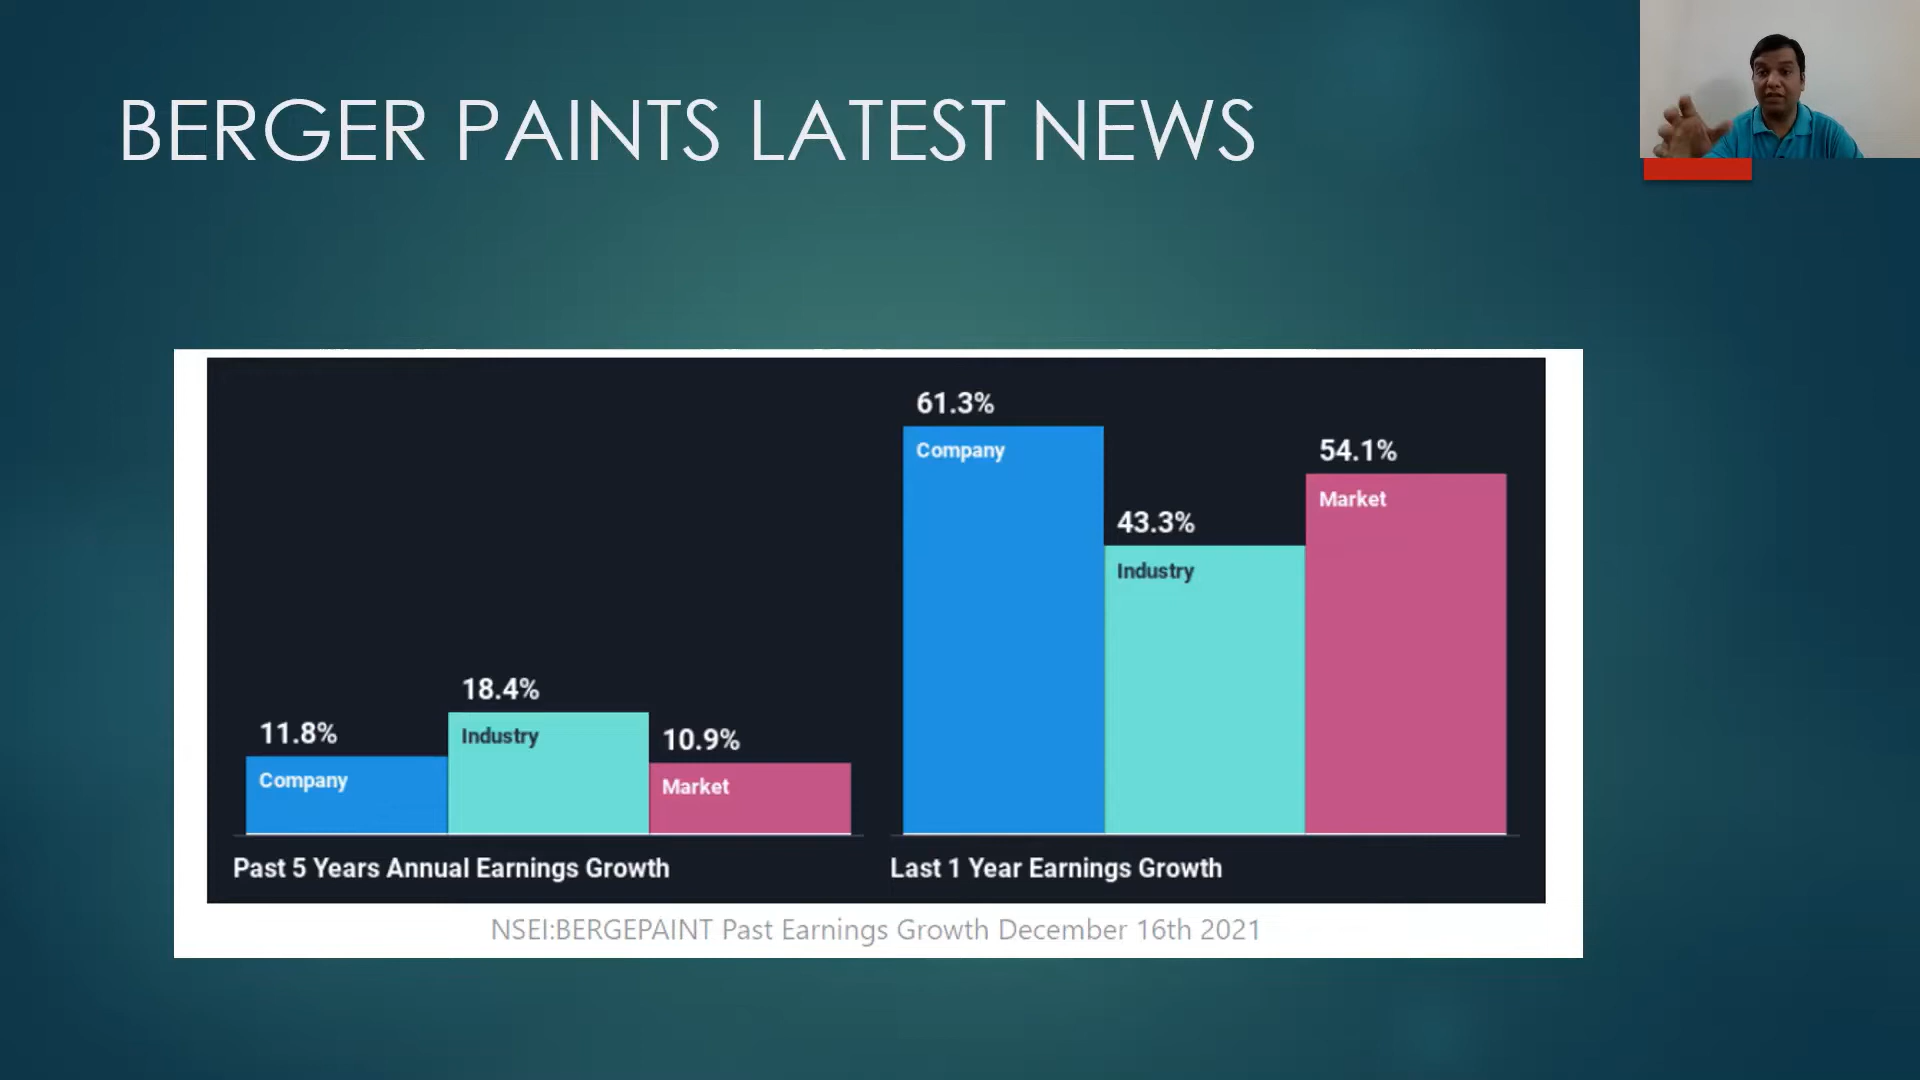 BERGER PAINTS LATEST NEWS
61.3%
Company
54.1%
Market
43.3%
Industry
18.4%
Industry
11.8%
Company
10.9%
Market
Past 5 Years Annual Earnings Growth
Last 1 Year Earnings Growth
NSEI:BERGEPAINT Past Earnings Growth December 16th 2021